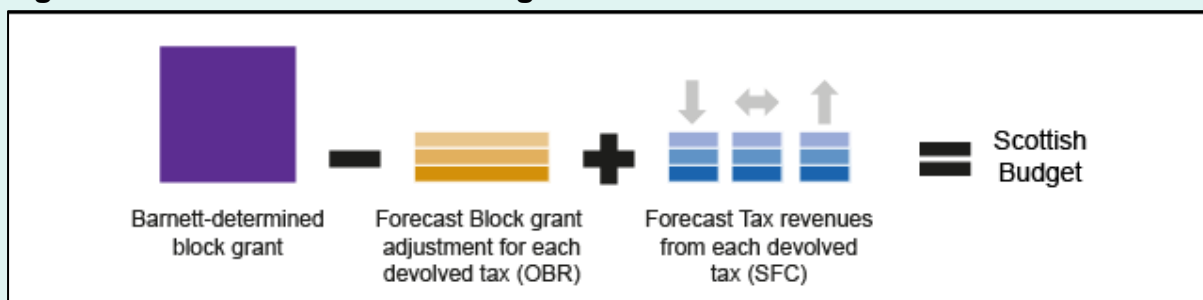 Scottish
Budget
Barnett-determined
block grant
Forecast Block grant
adjustment for each
devolved tax (OBR)
Forecast Tax revenues
from each devolved
tax (SFC)